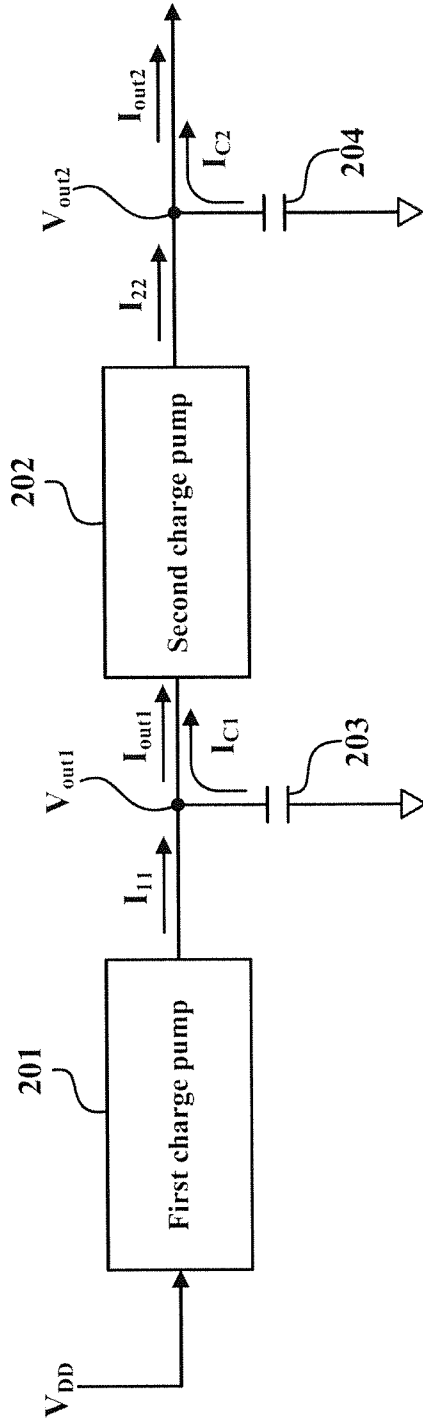 V_DD
201
First charge pump
I_11
V_out1
I_out1
I_C1
203
202
Second charge pump
I_22
V_out2
I_out2
I_C2
204